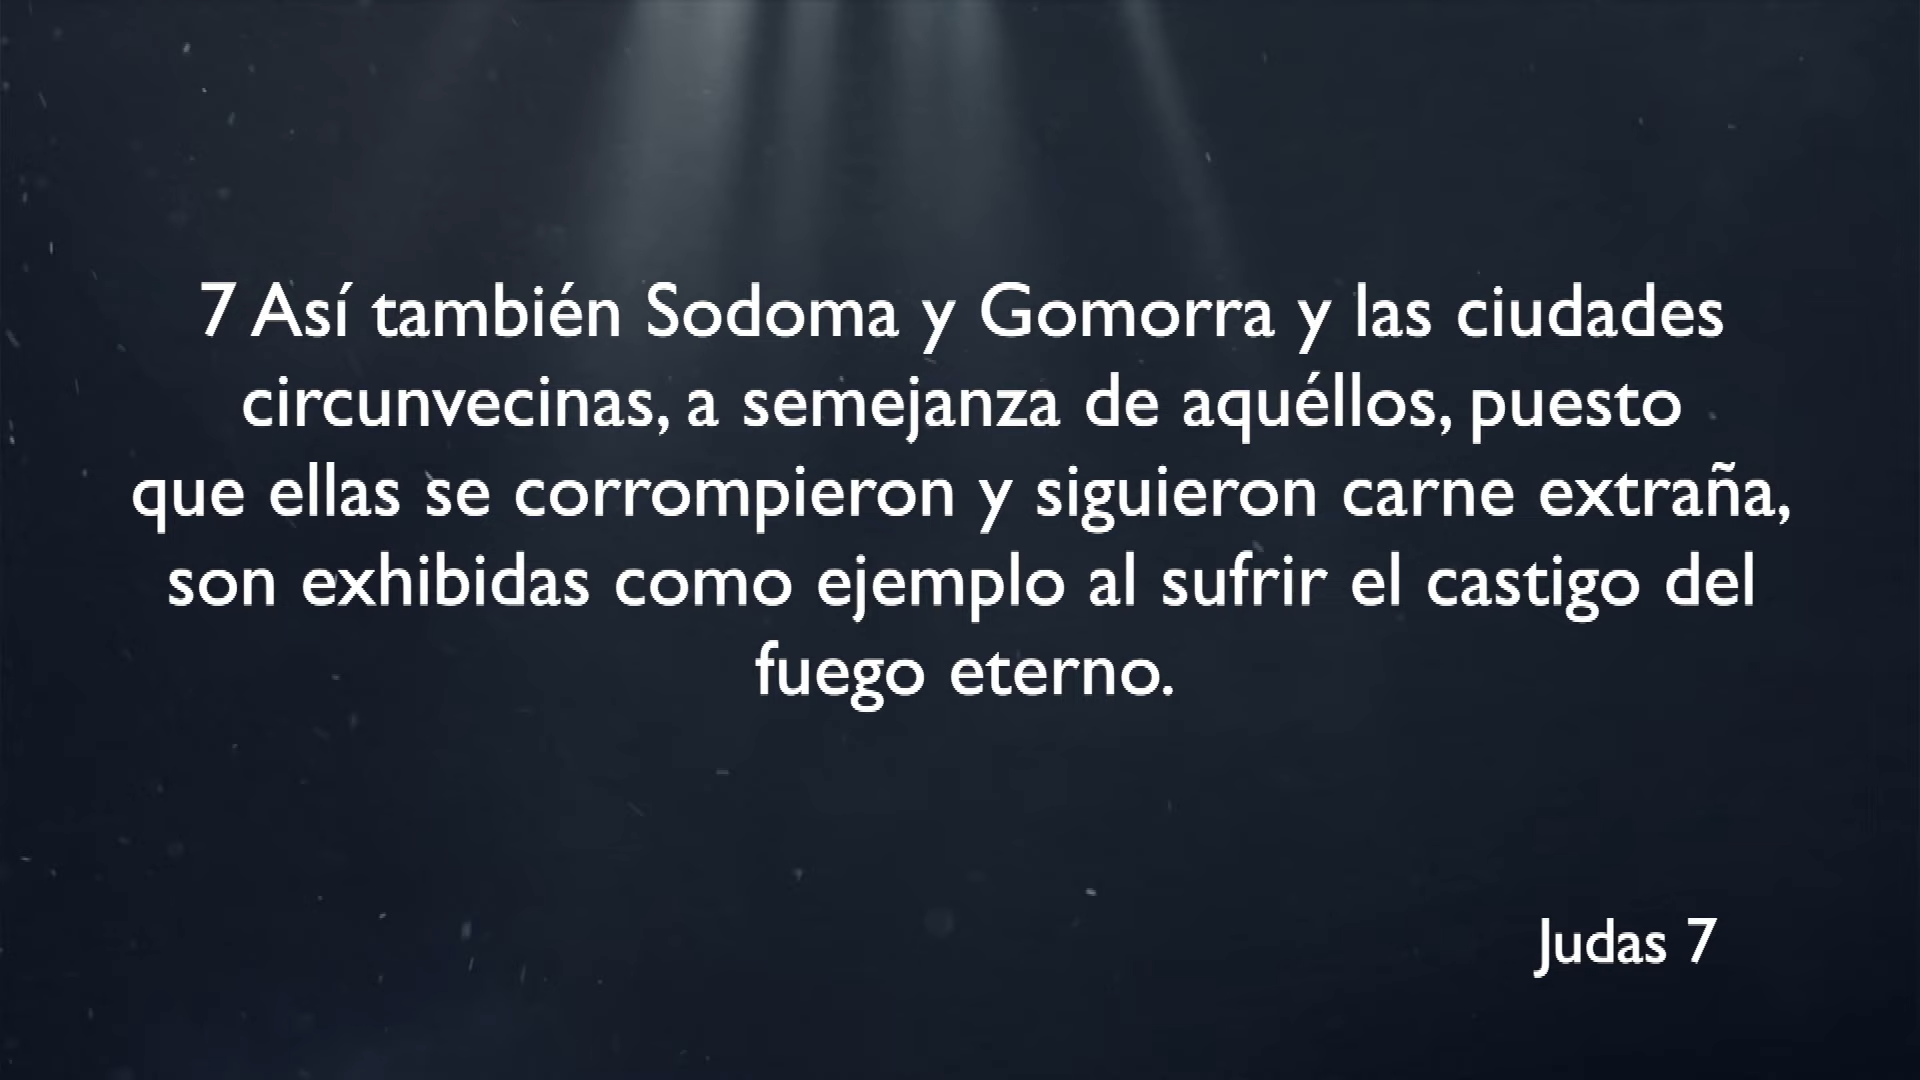 7 Así también Sodoma y Gomorra y las ciudades
circunvecinas, a semejanza de aquéllos, puesto
que ellas se corrompieron y siguieron carne extraña,
son exhibidas como ejemplo al sufrir el castigo del
fuego eterno.
Judas 7